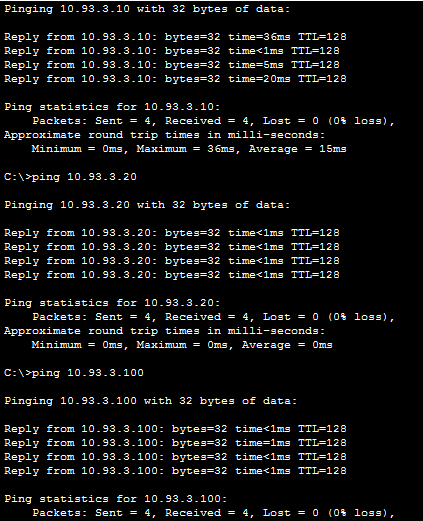 Pinging 10.93.3.10 with 32 bytes of data:
Reply from 10.93.3.10: bytes=32 time=36ms TTL=128
Reply from 10.93.3.10: bytes=32 time<1ms TTL=128
Reply from 10.93.3.10: bytes=32 time=5ms TTL=128
Reply from 10.93.3.10: bytes=32 time=20ms TTL=128
Ping statistics for 10.93.3.10:
Packets: Sent = 4, Received = 4, Lost = 0 (0% loss),
Approximate round trip times in milli-seconds:
Minimum = 0ms, Maximum = 36ms, Average = 15ms
C:\>ping 10.93.3.20
Pinging 10.93.3.20 with 32 bytes of data:
Reply from 10.93.3.20: bytes=32 time<1ms TTL=128
Reply from 10.93.3.20: bytes=32 time<1ms TTL=128
Reply from 10.93.3.20: bytes=32 time<1ms TTL=128
Reply from 10.93.3.20: bytes=32 time<1ms TTL=128
Ping statistics for 10.93.3.20:
Packets: Sent = 4, Received = 4, Lost = 0 (0% loss),
Approximate round trip times in milli-seconds:
Minimum = 0ms, Maximum = 0ms, Average = 0ms
C:\>ping 10.93.3.100
Pinging 10.93.3.100 with 32 bytes of data:
Reply from 10.93.3.100: bytes=32 time<1ms TTL=128
Reply from 10.93.3.100: bytes=32 time=1ms TTL=128
Reply from 10.93.3.100: bytes=32 time<1ms TTL=128
Reply from 10.93.3.100: bytes=32 time<1ms TTL=128
Ping statistics for 10.93.3.100:
Packets: Sent = 4, Received = 4, Lost = 0 (0% loss),